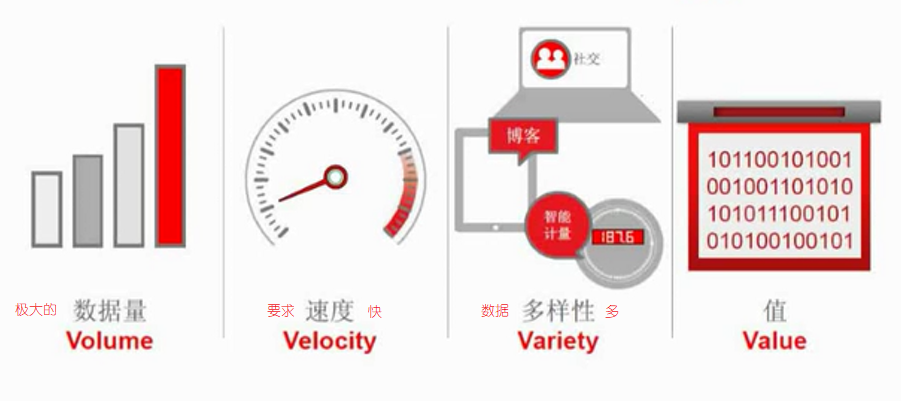 社交
博客
智能
计量
187.6
101100101001
001001101010
101011100101
010100100101
极大的 数据量
Volume
要求 速度 快
Velocity
数据 多样性 多
Variety
值
Value